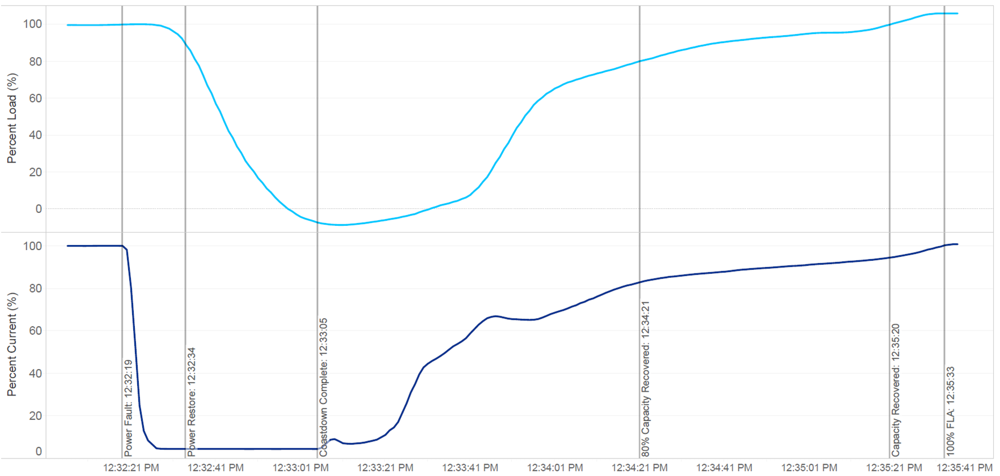 Percent Load (%)
100
80
60
40
20
0
Percent Current (%)
100
80
60
40
20
0
Power Fault: 12:32:19
Power Restore: 12:32:34
Coastdown Complete: 12:33:05
80% Capacity Recovered: 12:34:21
Capacity Recovered: 12:35:20
100% FLA: 12:35:33
12:32:21 PM
12:32:41 PM
12:33:01 PM
12:33:21 PM
12:33:41 PM
12:34:01 PM
12:34:21 PM
12:34:41 PM
12:35:01 PM
12:35:21 PM
12:35:41 PM